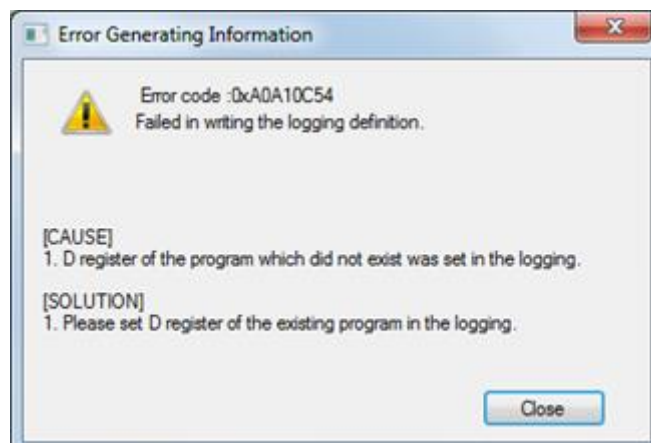 Error Generating Information
Error code :0xA0A10C54
Failed in writing the logging definition.
[CAUSE]
1. D register of the program which did not exist was set in the logging.
[SOLUTION]
1. Please set D register of the existing program in the logging.
Close